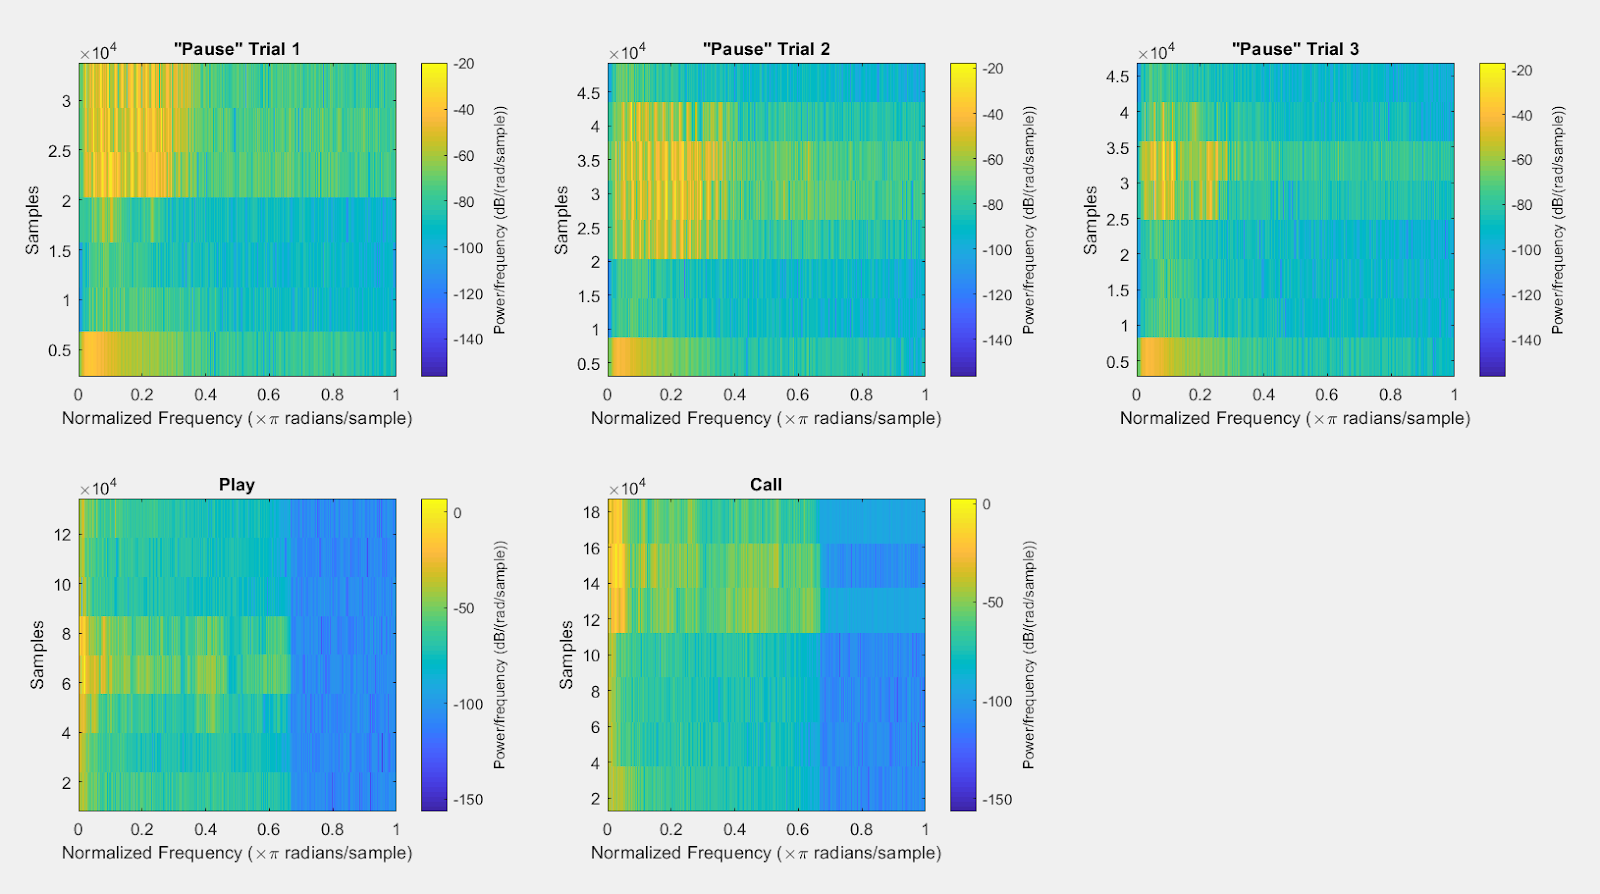 "Pause" Trial 1
×10⁴
3
2.5
2
1.5
1
0.5
Samples
0 0.2 0.4 0.6 0.8 1
Normalized Frequency (×π radians/sample)
-20
-40
-60
-80
-100
-120
-140
Power/frequency (dB/(rad/sample))
"Pause" Trial 2
×10⁴
4.5
4
3.5
3
2.5
2
1.5
1
0.5
Samples
0 0.2 0.4 0.6 0.8 1
Normalized Frequency (×π radians/sample)
-20
-40
-60
-80
-100
-120
-140
Power/frequency (dB/(rad/sample))
"Pause" Trial 3
×10⁴
4.5
4
3.5
3
2.5
2
1.5
1
0.5
Samples
0 0.2 0.4 0.6 0.8 1
Normalized Frequency (×π radians/sample)
-20
-40
-60
-80
-100
-120
-140
Power/frequency (dB/(rad/sample))
Play
×10⁴
12
10
8
6
4
2
Samples
0 0.2 0.4 0.6 0.8 1
Normalized Frequency (×π radians/sample)
0
-50
-100
-150
Power/frequency (dB/(rad/sample))
Call
×10⁴
18
16
14
12
10
8
6
4
2
Samples
0 0.2 0.4 0.6 0.8 1
Normalized Frequency (×π radians/sample)
0
-50
-100
-150
Power/frequency (dB/(rad/sample))